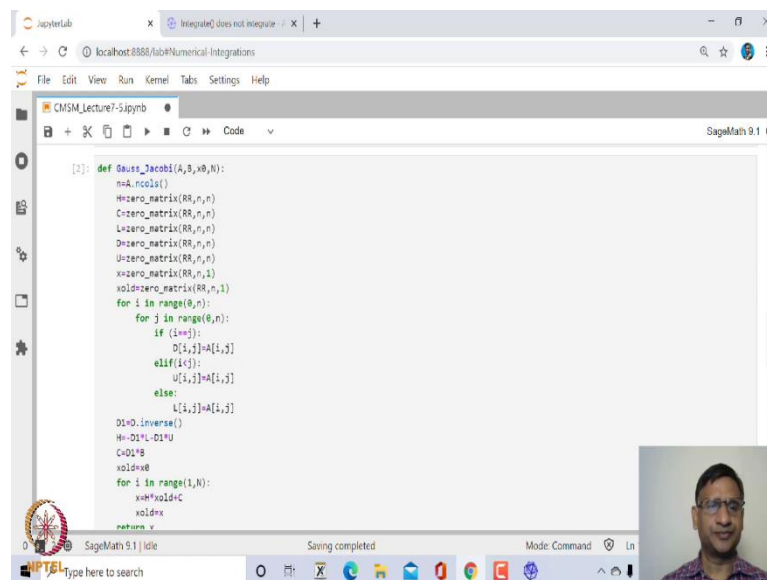 JupyterLab
Integrate() does not integrate - A
localhost:8888/lab#Numerical-Integrations
File Edit View Run Kernel Tabs Settings Help
CMSM_Lecture7-5.ipynb
Code
SageMath 9.1
[2]: def Gauss_Jacobi(A,B,x0,N):
n=A.ncols()
H=zero_matrix(RR,n,n)
C=zero_matrix(RR,n,n)
L=zero_matrix(RR,n,n)
D=zero_matrix(RR,n,n)
U=zero_matrix(RR,n,n)
x=zero_matrix(RR,n,1)
xold=zero_matrix(RR,n,1)
for i in range(0,n):
for j in range(0,n):
if (i==j):
D[i,j]=A[i,j]
elif(i<j):
U[i,j]=A[i,j]
else:
L[i,j]=A[i,j]
D1=D.inverse()
H=-D1*L-D1*U
C=D1*B
xold=x0
for i in range(1,N):
x=H*xold+C
xold=x
return x
0
SageMath 9.1 | Idle
Saving completed
Mode: Command
Ln
NPTEL
Type here to search